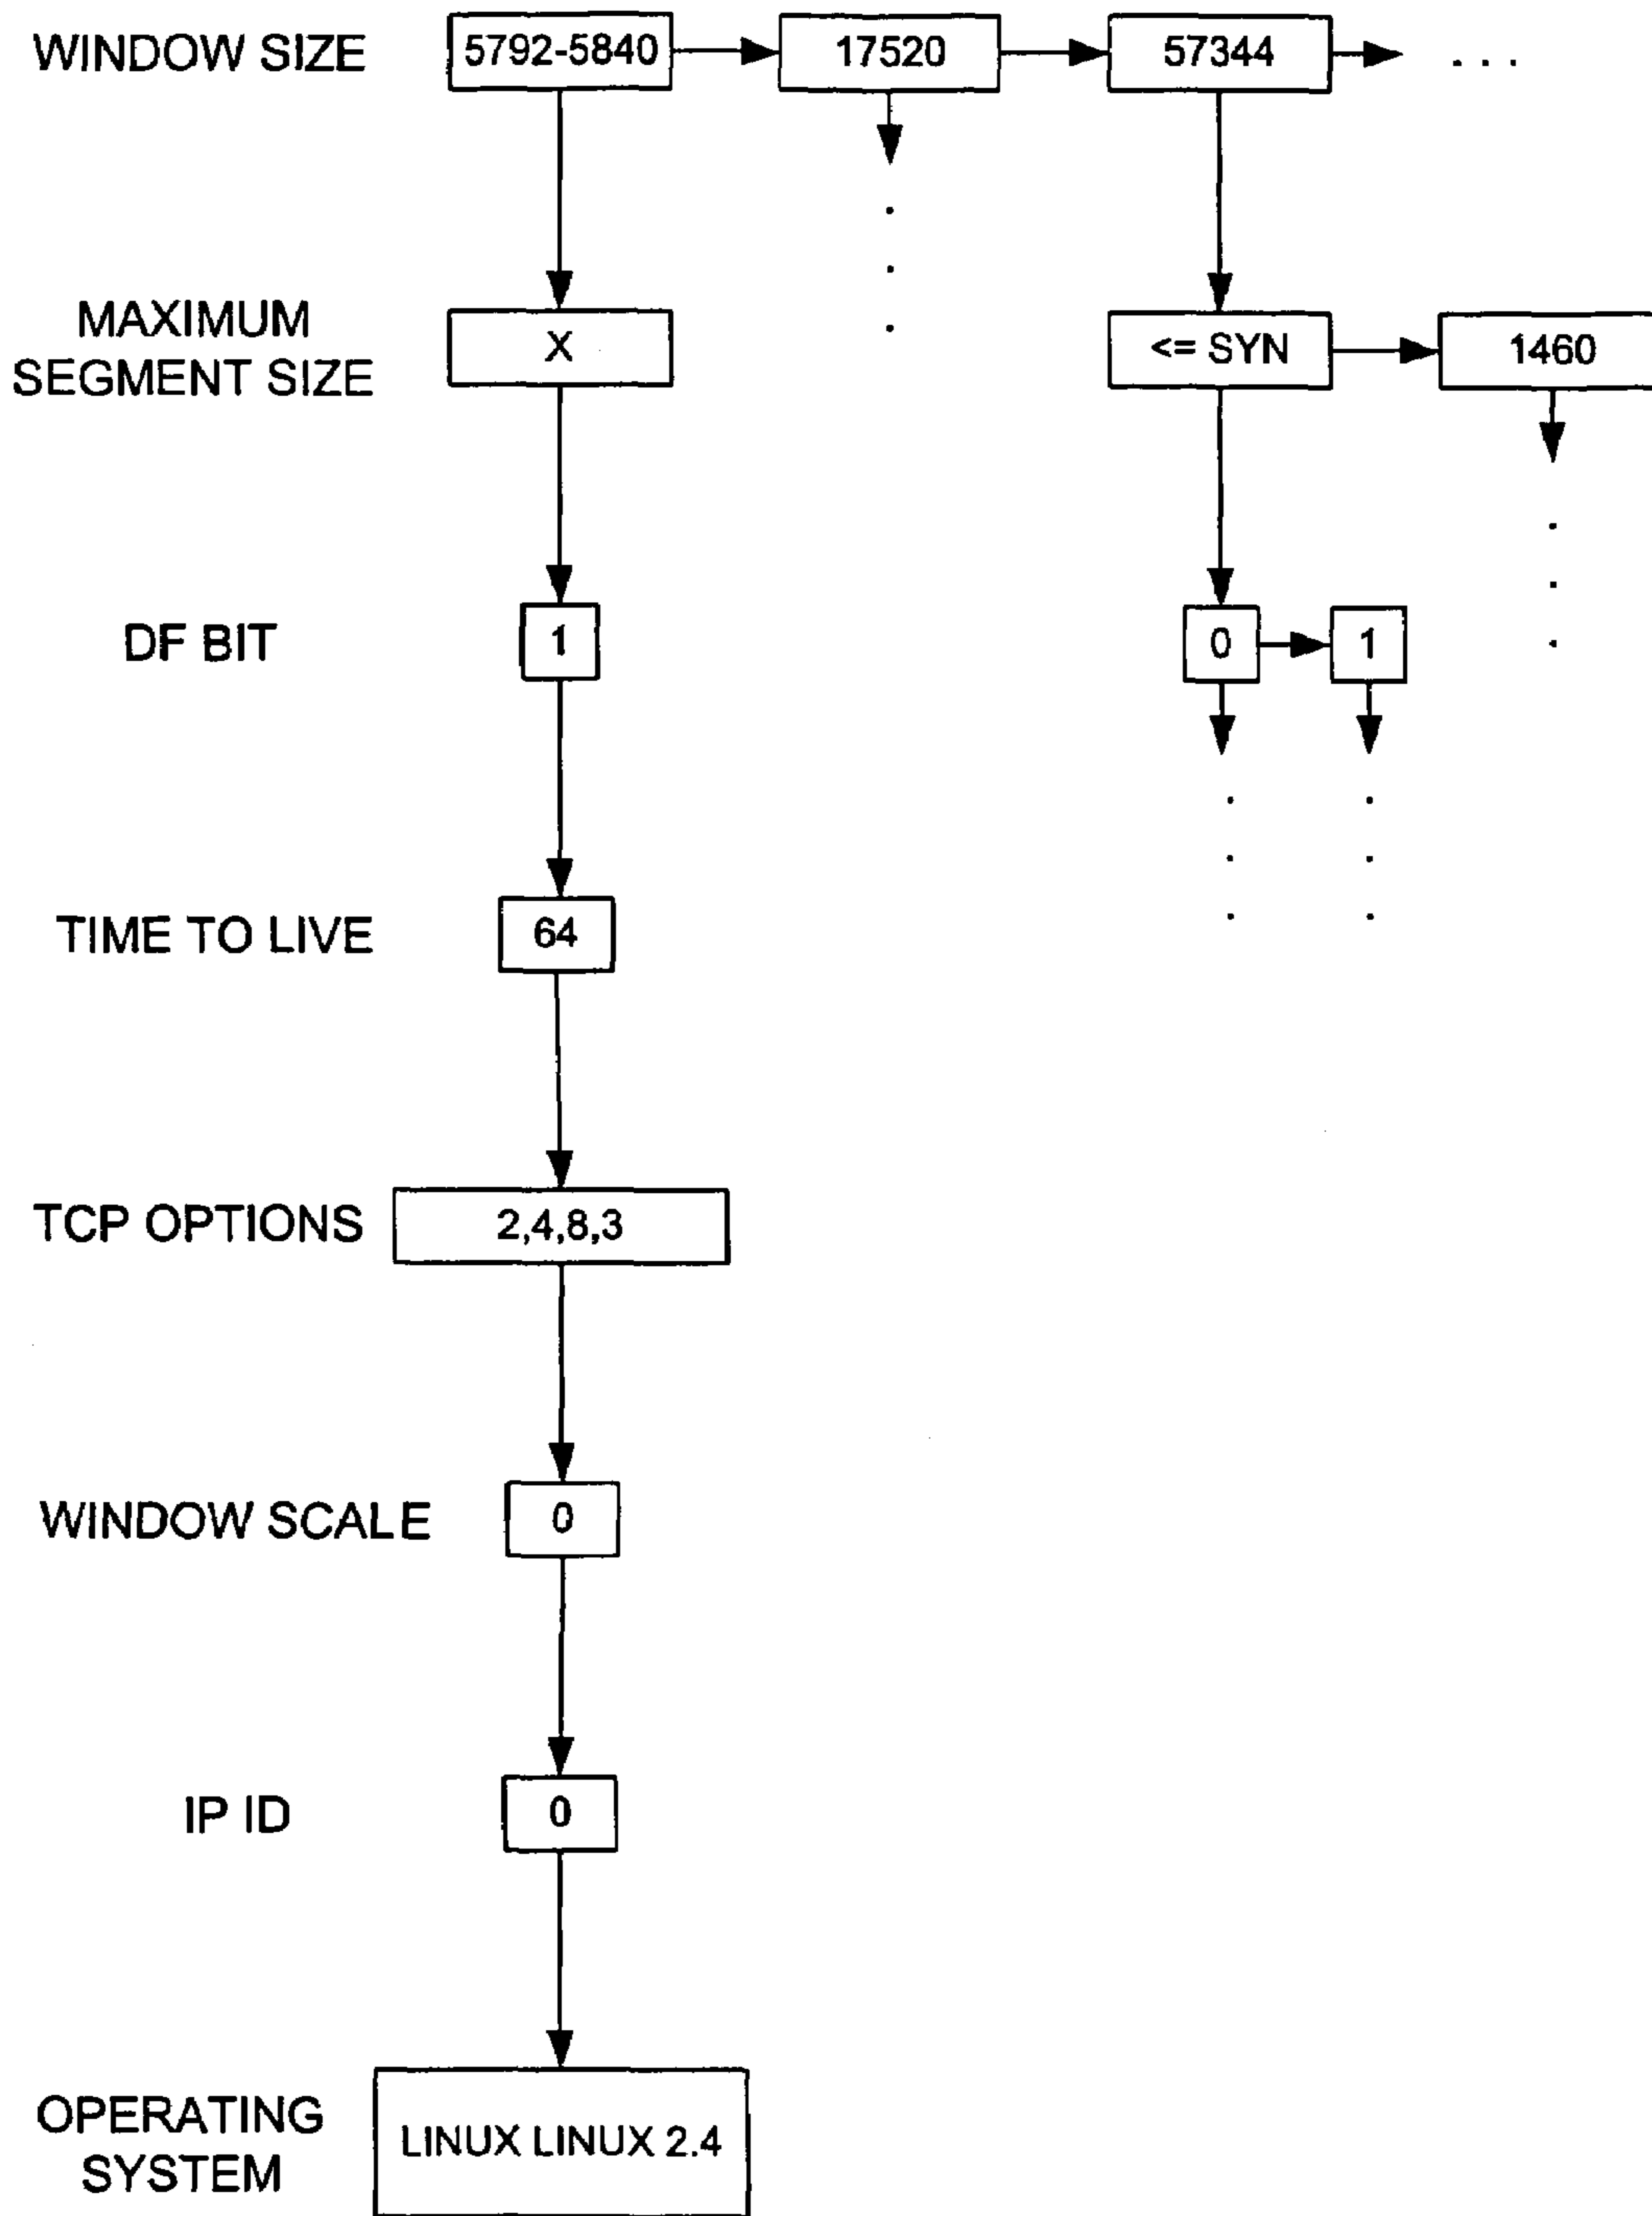 WINDOW SIZE 5792-5840 17520 57344 . . .
MAXIMUM
SEGMENT SIZE
X <= SYN 1460
DF BIT 1 0 1
TIME TO LIVE 64
TCP OPTIONS 2,4,8,3
WINDOW SCALE 0
IP ID 0
OPERATING
SYSTEM
LINUX LINUX 2.4